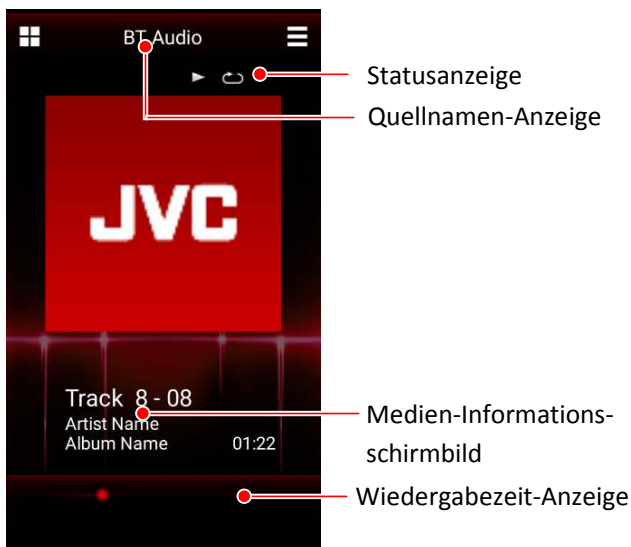 BT Audio
Statusanzeige
Quellnamen-Anzeige
JVC
Track 8 - 08
Artist Name
Album Name 01:22
Medien-Informations-
schirmbild
Wiedergabezeit-Anzeige